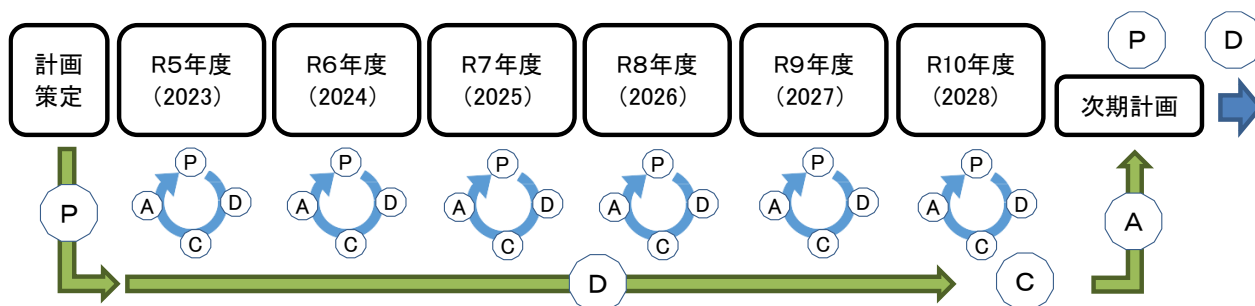 計画
策定
R5年度
(2023)
R6年度
(2024)
R7年度
(2025)
R8年度
(2026)
R9年度
(2027)
R10年度
(2028)
P
D
次期計画
P
D
C
A
P
D
C
A
P
D
C
A
P
D
C
A
P
D
C
A
P
D
C
A
P
D
C
A